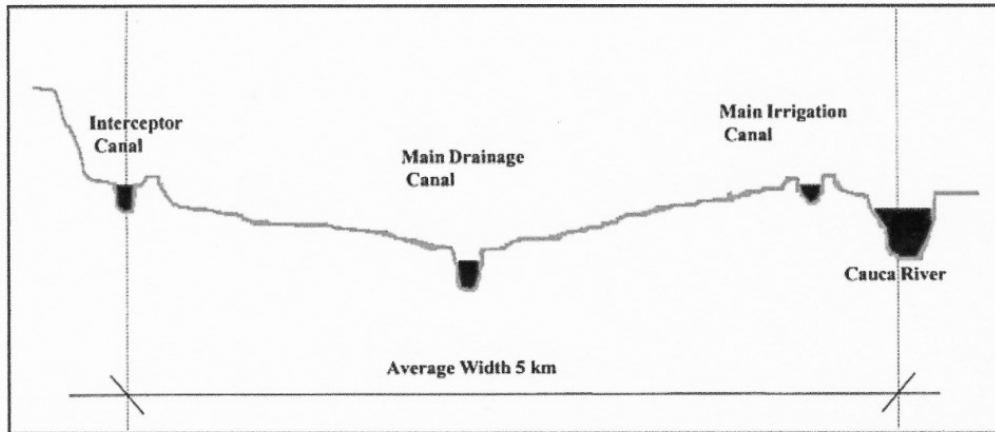 Interceptor
Canal
Main Drainage
Canal
Main Irrigation
Canal
Cauca River
Average Width 5 km